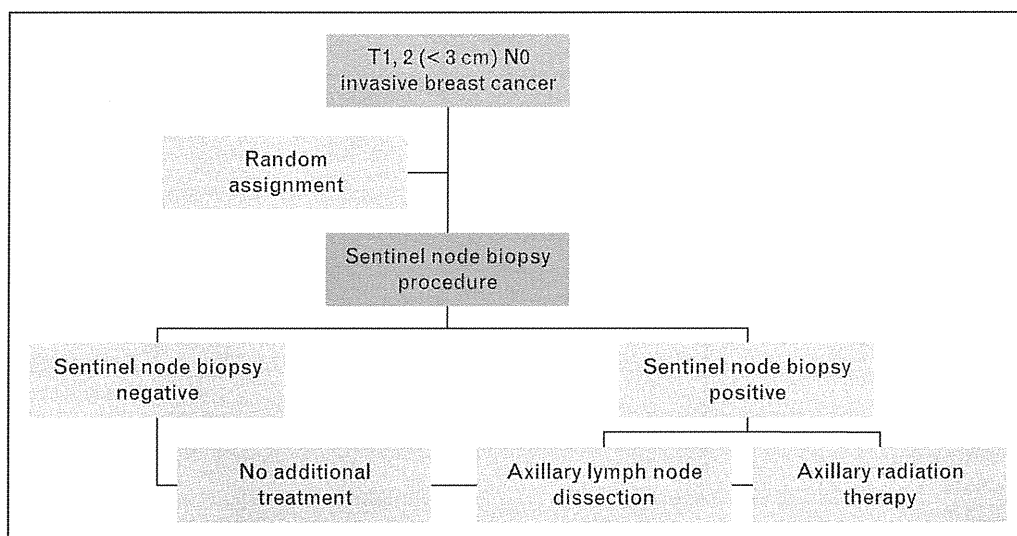 T1, 2 (< 3 cm) N0
invasive breast cancer
Random
assignment
Sentinel node biopsy
procedure
Sentinel node biopsy
negative
Sentinel node biopsy
positive
No additional
treatment
Axillary lymph node
dissection
Axillary radiation
therapy